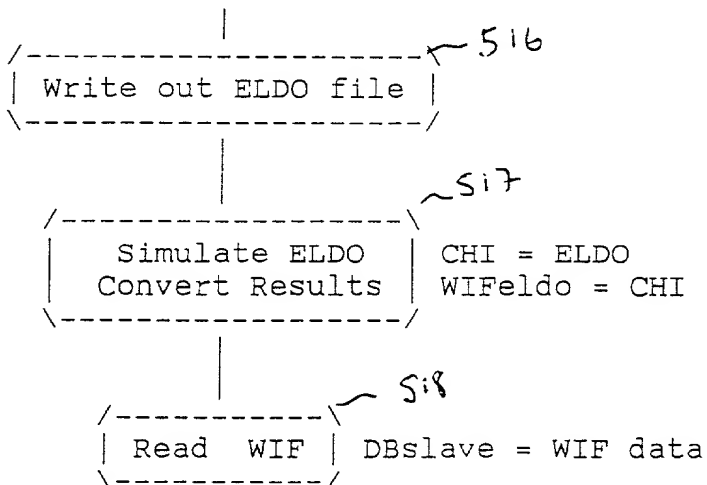 516
Write out ELDO file
517
Simulate ELDO CHI = ELDO
Convert Results WIFeldo = CHI
518
Read WIF DBslave = WIF data